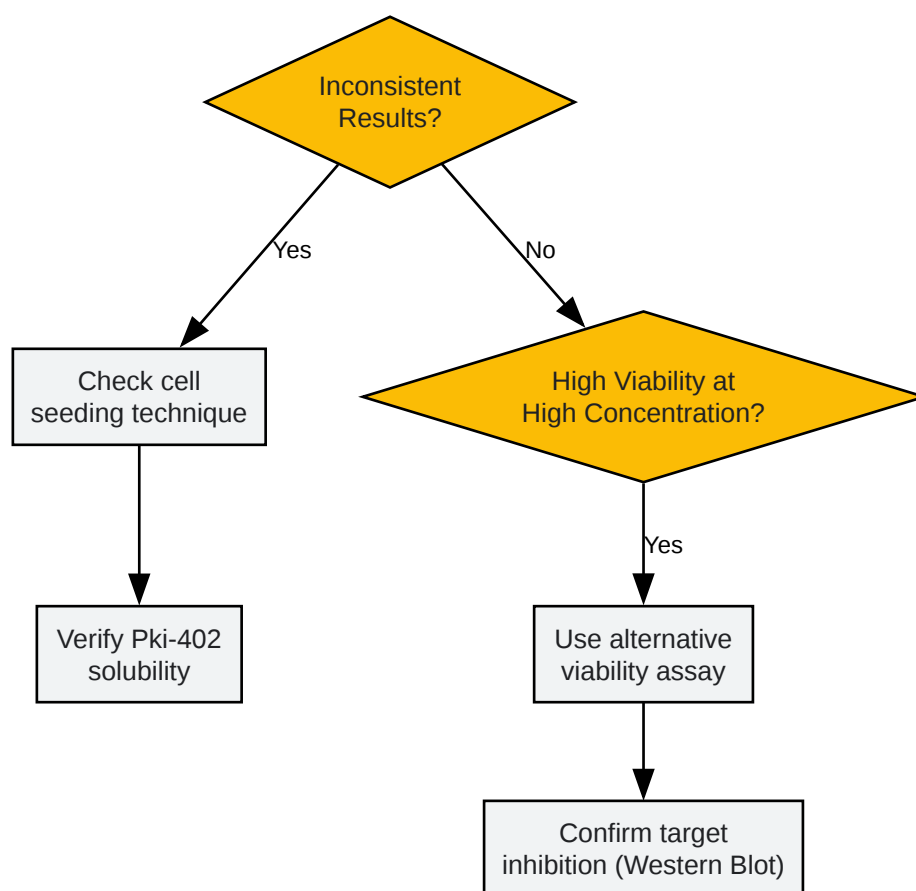 Inconsistent
Results?
Yes
No
Check cell
seeding technique
High Viability at
High Concentration?
Yes
Verify Pki-402
solubility
Use alternative
viability assay
Confirm target
inhibition (Western Blot)